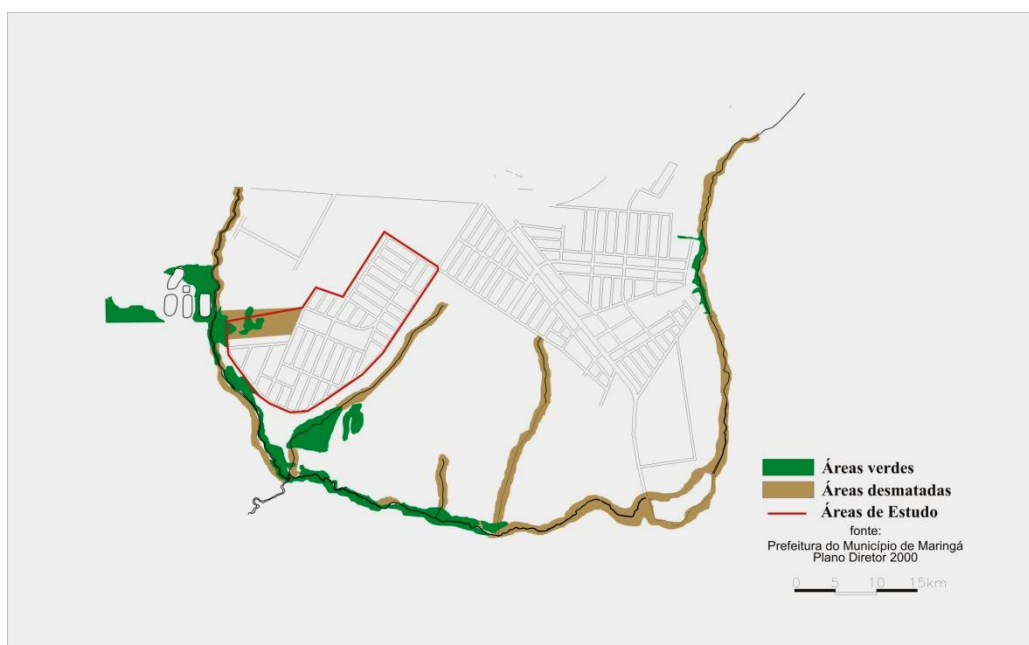 Áreas verdes
Áreas desmatadas
Áreas de Estudo
fonte:
Prefeitura do Município de Maringá
Plano Diretor 2000
0 5 10 15km